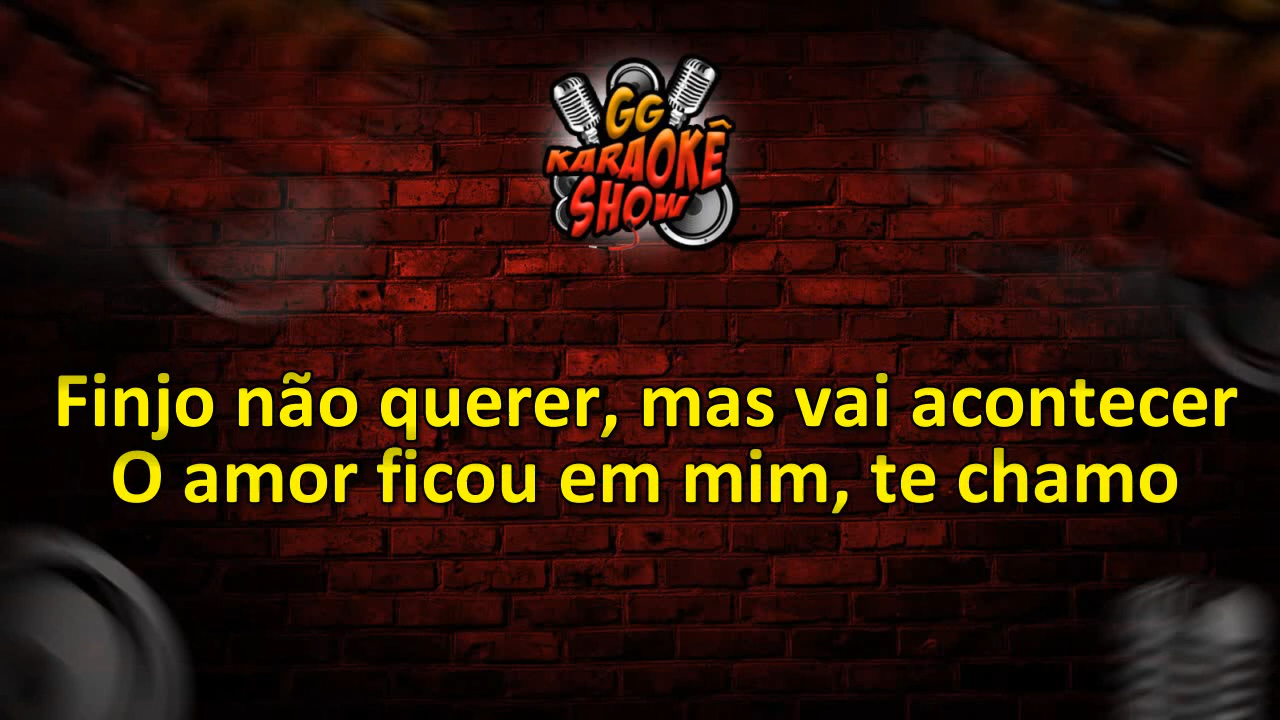 GG
KARAOKÊ
SHOW
Finjo não querer, mas vai acontecer
O amor ficou em mim, te chamo